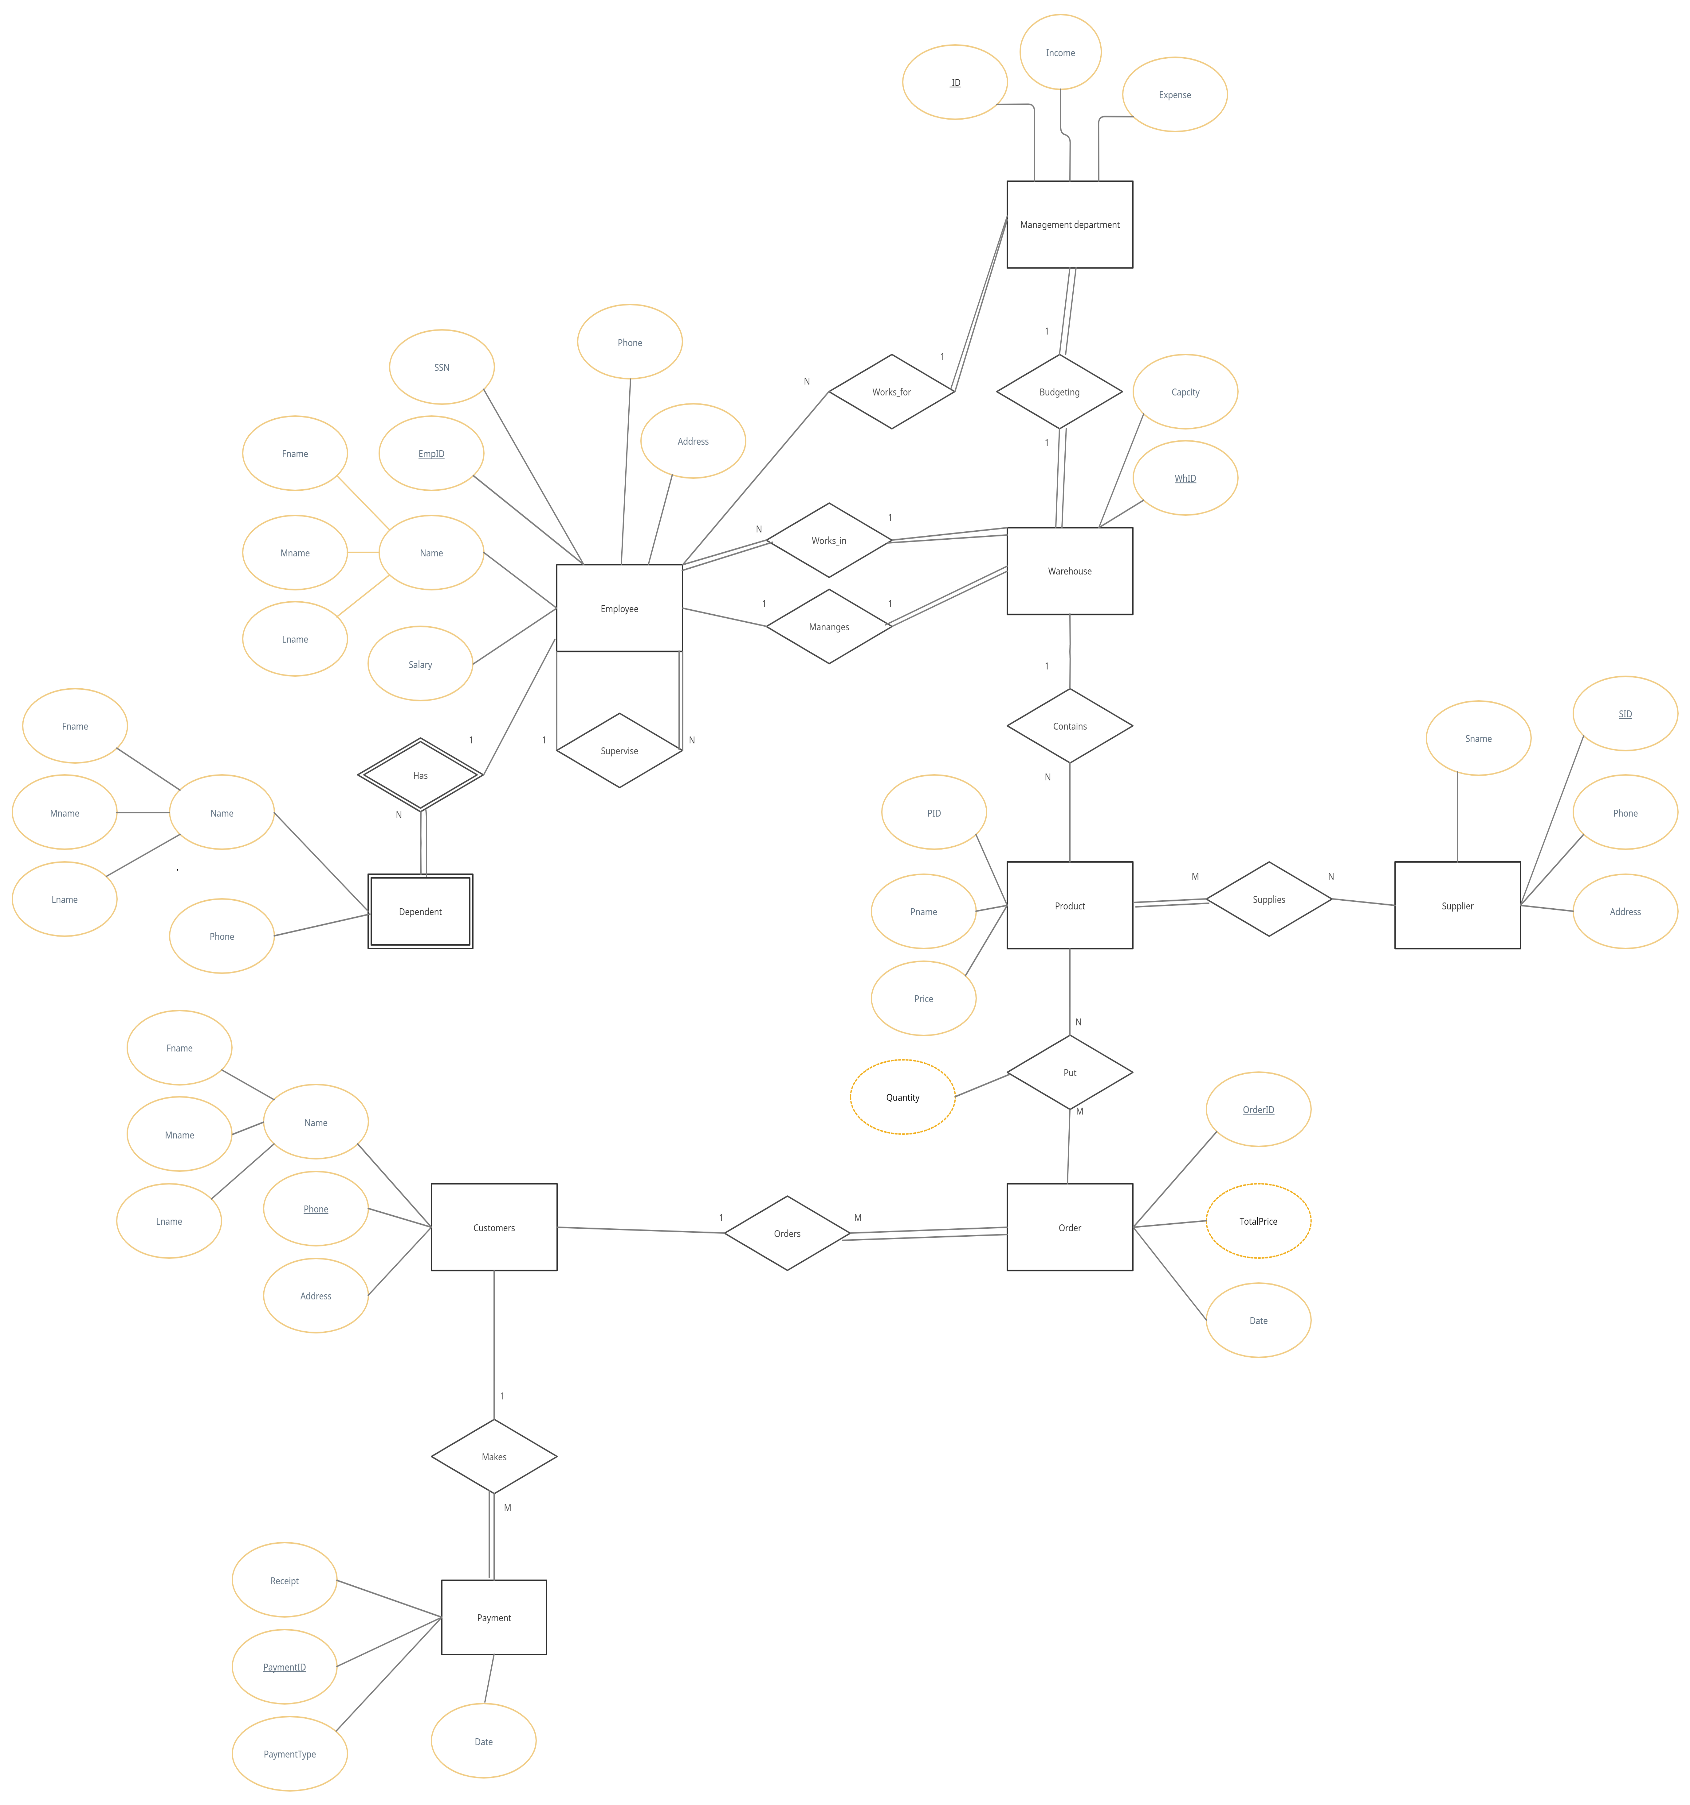 Income
ID
Expense
Management department
1
1
N
Works_for
Budgeting
Capcity
1
WhID
Phone
SSN
Address
Fname
EmpID
Mname
Name
Lname
Salary
Employee
N
Works_in
1
Warehouse
1
Mananges
1
1
Contains
N
1
Supervise
N
1
Has
N
Fname
Mname
Name
Lname
Phone
Dependent
PID
Pname
Price
Product
M
Supplies
N
Supplier
Sname
SID
Phone
Address
N
Put
M
Quantity
OrderID
TotalPrice
Date
Order
M
Orders
1
Customers
Fname
Mname
Name
Lname
Phone
Address
1
Makes
M
Receipt
Payment
PaymentID
PaymentType
Date